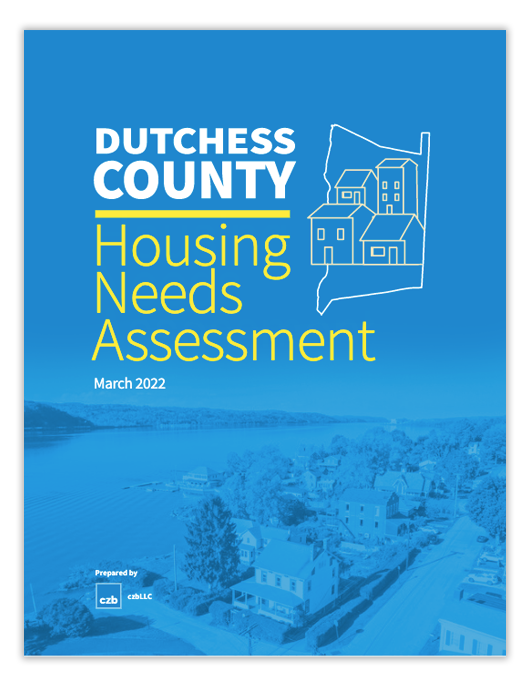 DUTCHESS
COUNTY
Housing
Needs
Assessment
March 2022
Prepared by
czb
czbLLC